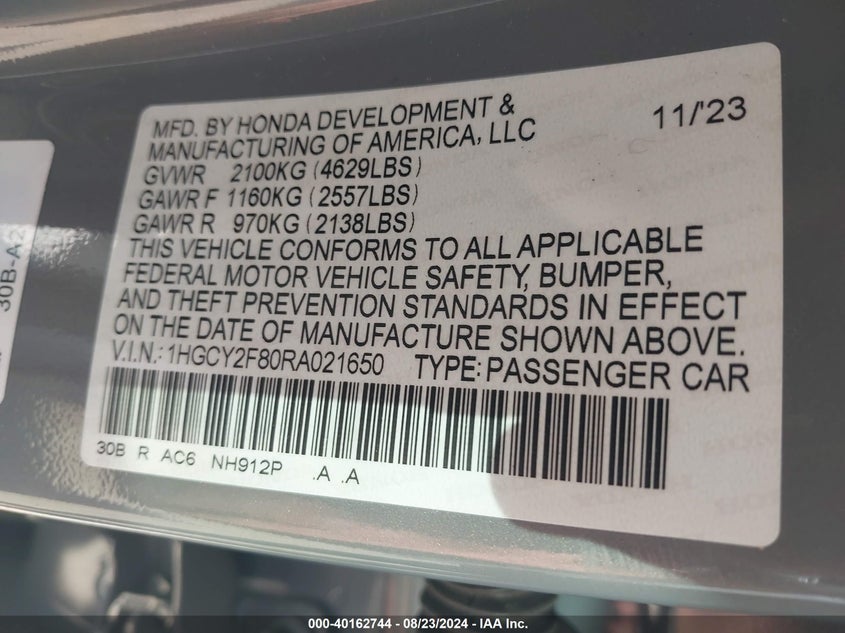 MFD. BY HONDA DEVELOPMENT & 11/'23
MANUFACTURING OF AMERICA, LLC
GVWR 2100KG (4629LBS)
GAWR F 1160KG (2557LBS)
GAWR R 970KG (2138LBS)
THIS VEHICLE CONFORMS TO ALL APPLICABLE
FEDERAL MOTOR VEHICLE SAFETY, BUMPER,
AND THEFT PREVENTION STANDARDS IN EFFECT
ON THE DATE OF MANUFACTURE SHOWN ABOVE.
V.I.N.: 1HGCY2F80RA021650 TYPE: PASSENGER CAR
30B R AC6 NH912P .A .A
30B-A2
000-40162744 - 08/23/2024 - IAAI Inc.